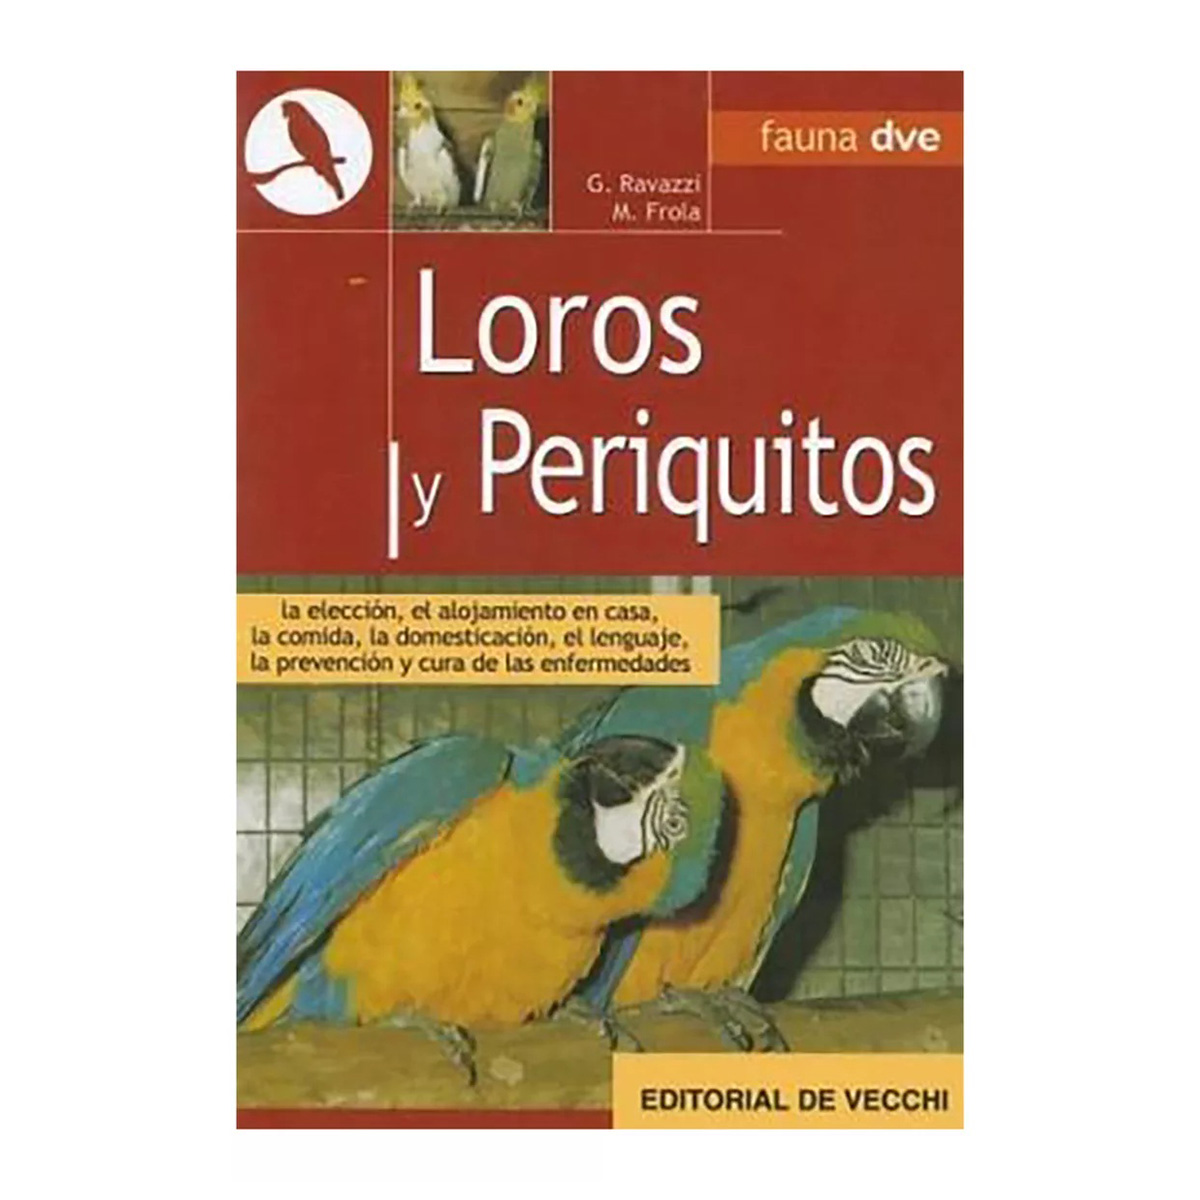 fauna dve
G. Ravazzi
M. Frola
Loros
y Periquitos
la elección, el alojamiento en casa,
la comida, la domesticación, el lenguaje,
la prevención y cura de las enfermedades
EDITORIAL DE VECCHI